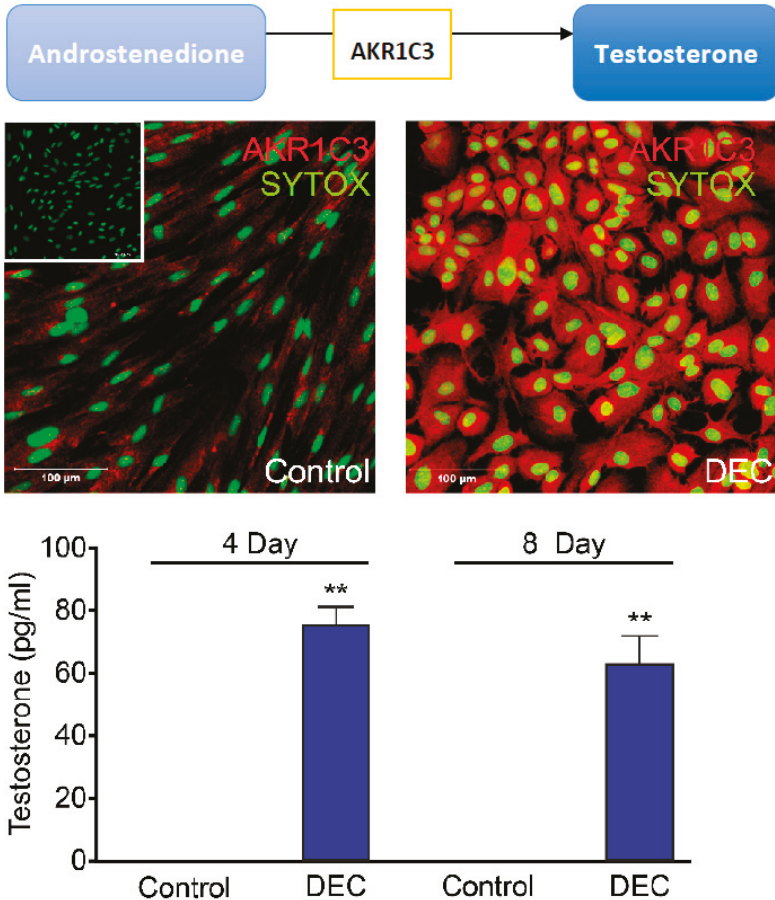 Androstenedione
AKR1C3
Testosterone
AKR1C3
SYTOX
100 µm
Control
AKR1C3
SYTOX
100 µm
DEC
4 Day
8 Day
**
**
Testosterone (pg/ml)
100
80
60
40
20
0
Control
DEC
Control
DEC